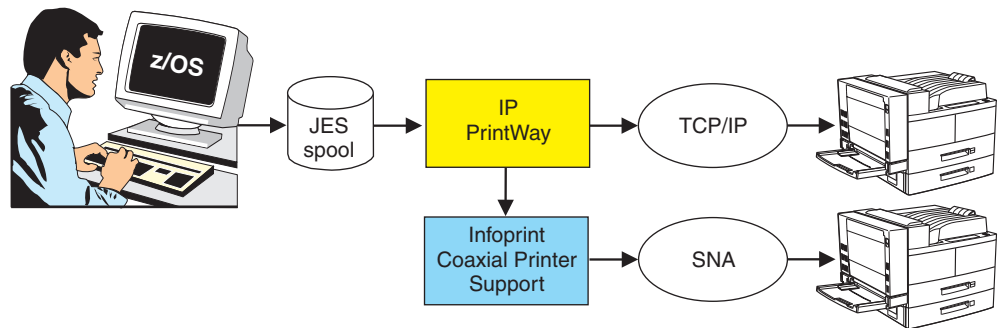 z/OS
JES
spool
IP
PrintWay
TCP/IP
Infoprint
Coaxial Printer
Support
SNA